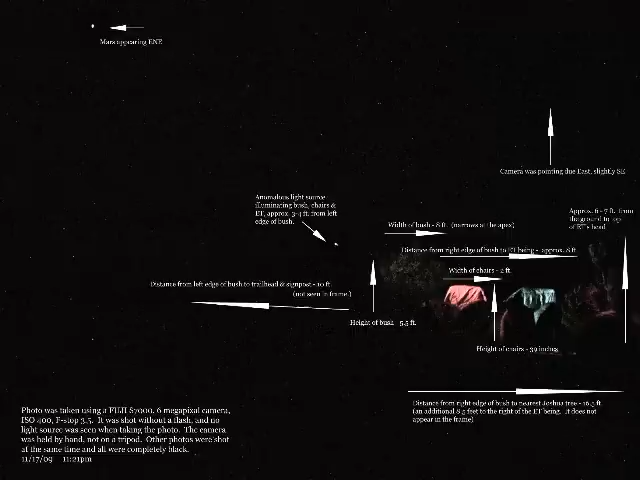 Mars appearing ENE
Camera was pointing due East, slightly SE
Anomalous light source
illuminating bush, chairs &
ET, approx. 3-4 ft. from left
edge of bush.
Approx. 6 - 7 ft. from
the ground to top
of ET's head
Width of bush - 8 ft. (narrows at the apex)
Distance from right edge of bush to ET being - approx. 8 ft.
Width of chairs - 2 ft.
Distance from left edge of bush to trailhead & signpost - 10 ft.
(not seen in frame.)
Height of bush - 5.5 ft.
Height of chairs - 39 inches
Distance from right edge of bush to nearest Joshua tree - 16.5 ft.
(an additional 8.5 feet to the right of the ET being. It does not
appear in the frame)
Photo was taken using a FUJI S7000, 6 megapixal camera,
ISO 400, F-stop 3.5. It was shot without a flash, and no
light source was seen when taking the photo. The camera
was held by hand, not on a tripod. Other photos were shot
at the same time and all were completely black.
11/17/09 11:21pm